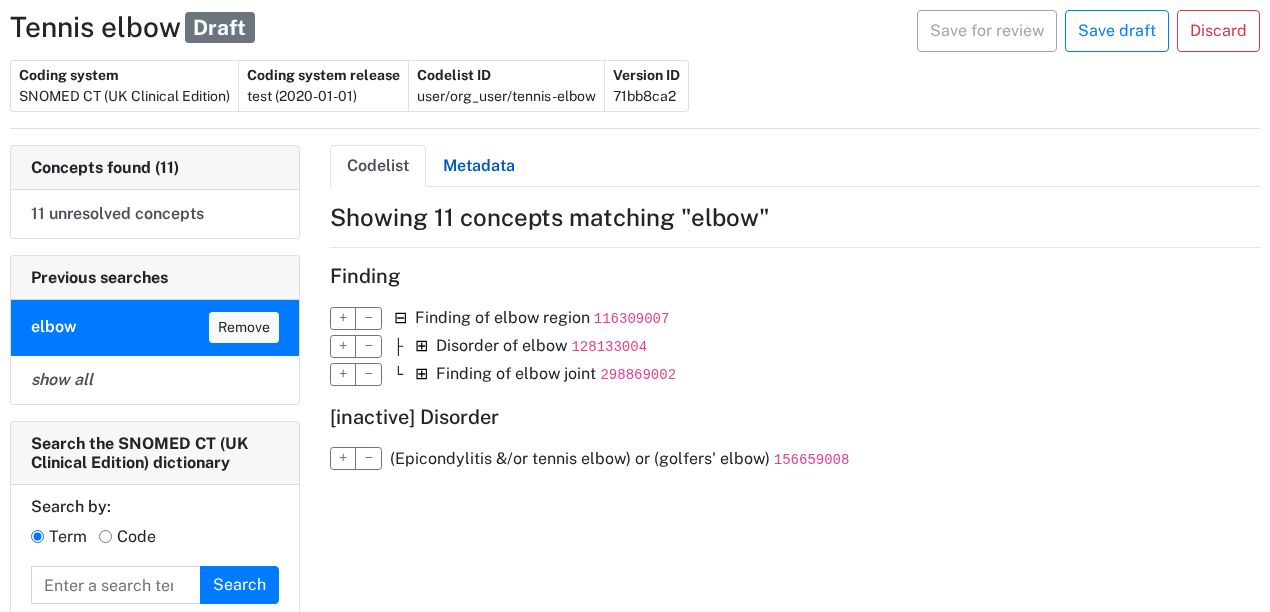 Tennis elbow Draft
Save for review Save draft Discard
Coding system Coding system release Codelist ID Version ID
SNOMED CT (UK Clinical Edition) test (2020-01-01) user/org_user/tennis-elbow 71bb8ca2
Concepts found (11)
11 unresolved concepts
Previous searches
elbow Remove
show all
Search the SNOMED CT (UK
Clinical Edition) dictionary
Search by:
Term Code
Enter a search ter Search
Codelist Metadata
Showing 11 concepts matching "elbow"
Finding
+ − ⊟ Finding of elbow region 116309007
+ − ├ ⊞ Disorder of elbow 128133004
+ − └ ⊞ Finding of elbow joint 298869002
[inactive] Disorder
+ − (Epicondylitis &/or tennis elbow) or (golfers' elbow) 156659008